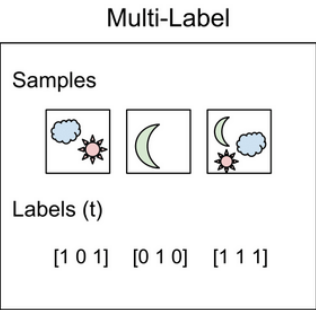 Multi-Label
Samples
Labels (t)
[1 0 1] [0 1 0] [1 1 1]